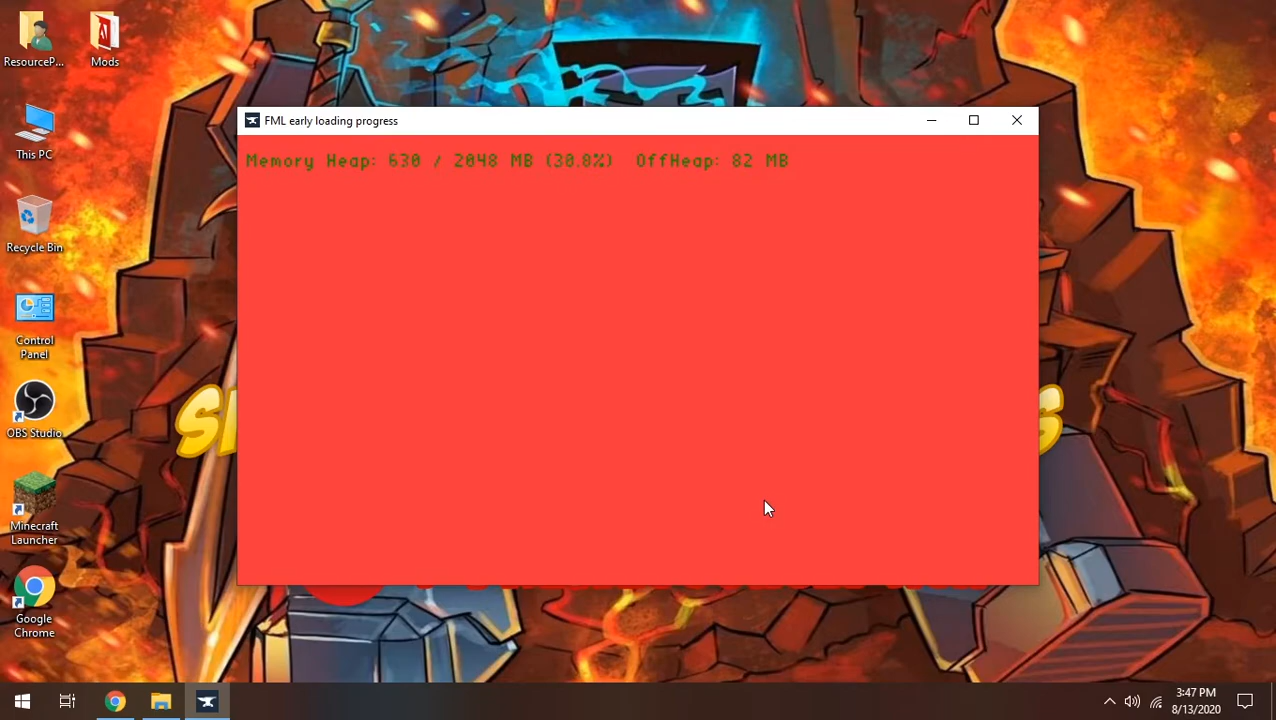 ResourceP...
Mods
This PC
Recycle Bin
Control
Panel
OBS Studio
Minecraft
Launcher
Google
Chrome
FML early loading progress
Memory Heap: 630 / 2048 MB (30.8%) OffHeap: 82 MB
3:47 PM
8/13/2020